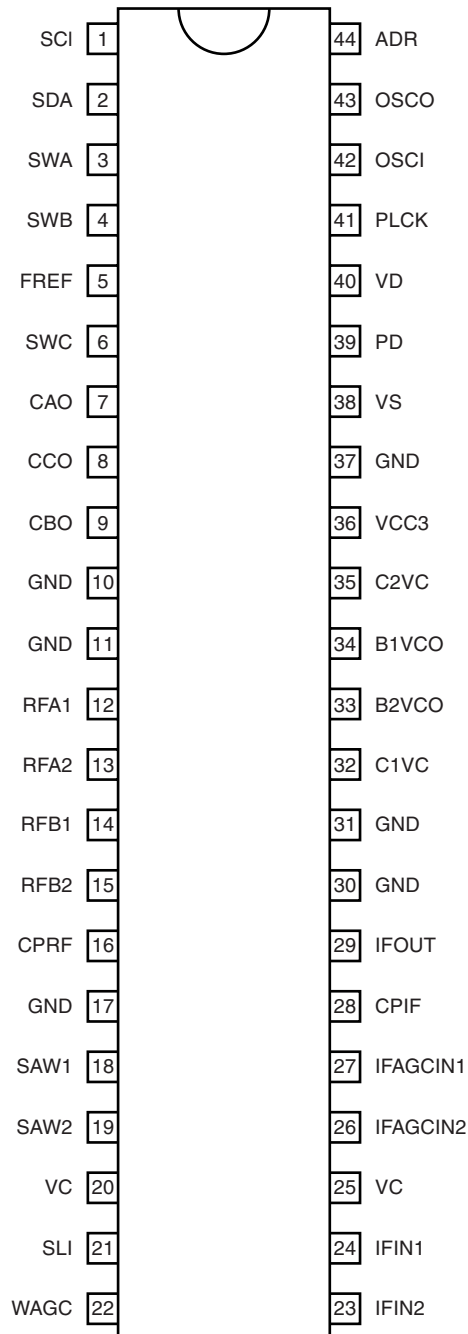 SCI 1 44 ADR
SDA 2 43 OSCO
SWA 3 42 OSCI
SWB 4 41 PLCK
FREF 5 40 VD
SWC 6 39 PD
CAO 7 38 VS
CCO 8 37 GND
CBO 9 36 VCC3
GND 10 35 C2VC
GND 11 34 B1VCO
RFA1 12 33 B2VCO
RFA2 13 32 C1VC
RFB1 14 31 GND
RFB2 15 30 GND
CPRF 16 29 IFOUT
GND 17 28 CPIF
SAW1 18 27 IFAGCIN1
SAW2 19 26 IFAGCIN2
VC 20 25 VC
SLI 21 24 IFIN1
WAGC 22 23 IFIN2